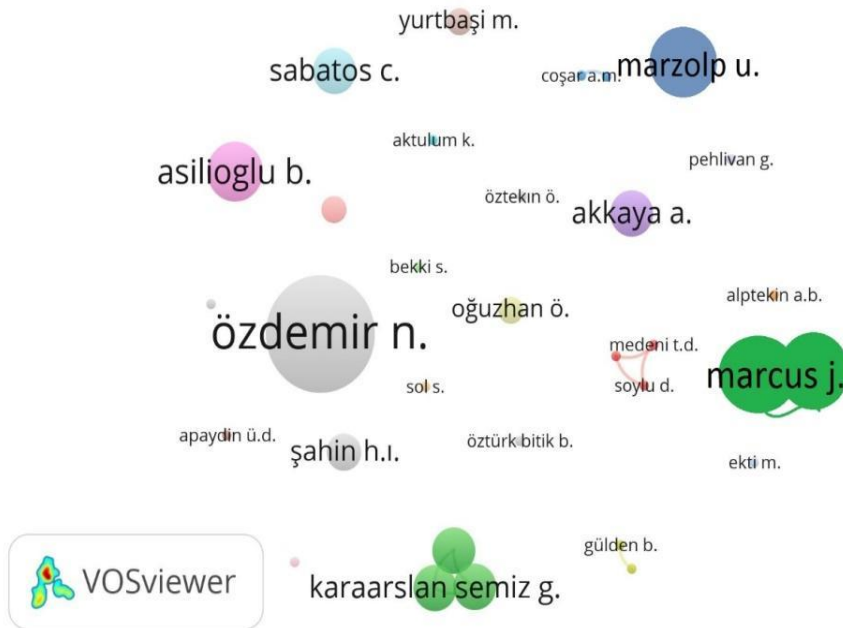 yurtbaşi m.
sabatos c.
coşar a.m.
marzolp u.
aktulum k.
asilioglu b.
pehlivan g.
öztekın ö.
akkaya a.
bekki s.
oğuzhan ö.
alptekin a.b.
özdemir n.
medeni t.d.
marcus j.
sol s.
soylu d.
apaydin ü.d.
şahin h.ı.
öztürk bitik b.
ekti m.
gülden b.
VOSviewer
karaarslan semiz g.